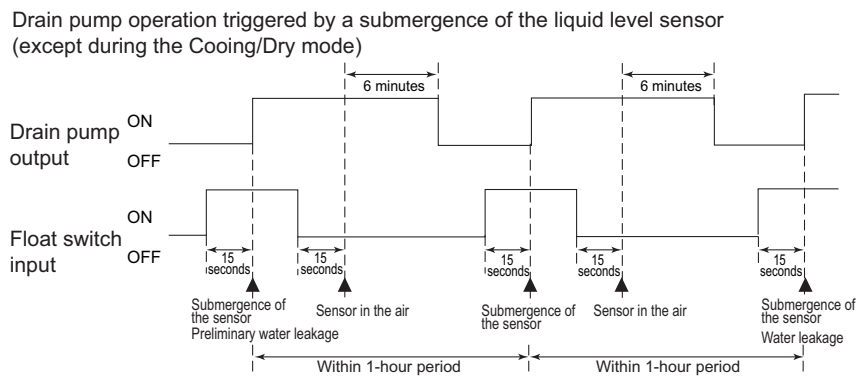 Drain pump operation triggered by a submergence of the liquid level sensor
(except during the Cooing/Dry mode)
6 minutes
6 minutes
Drain pump
output
ON
OFF
Float switch
input
ON
OFF
15
seconds
15
seconds
15
seconds
15
seconds
15
seconds
Submergence of
the sensor
Preliminary water leakage
Sensor in the air
Submergence of
the sensor
Sensor in the air
Submergence of
the sensor
Water leakage
Within 1-hour period
Within 1-hour period